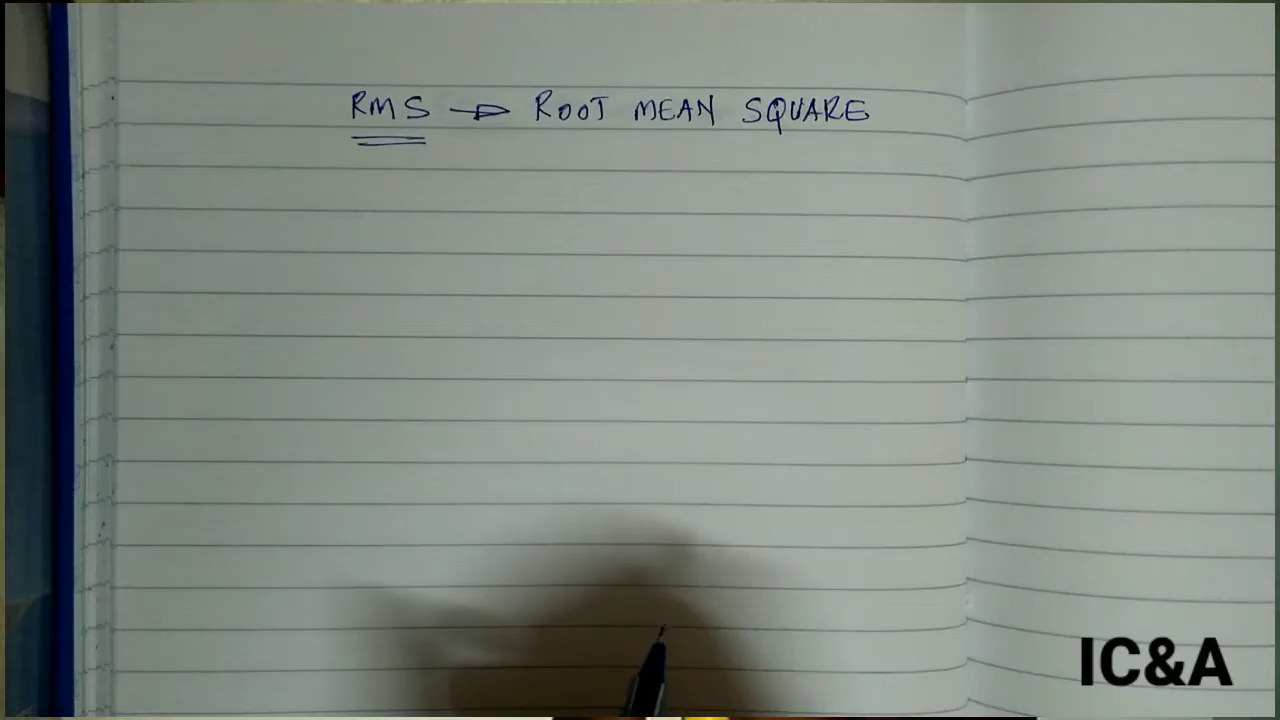 RMS → ROOT MEAN SQUARE
IC&A